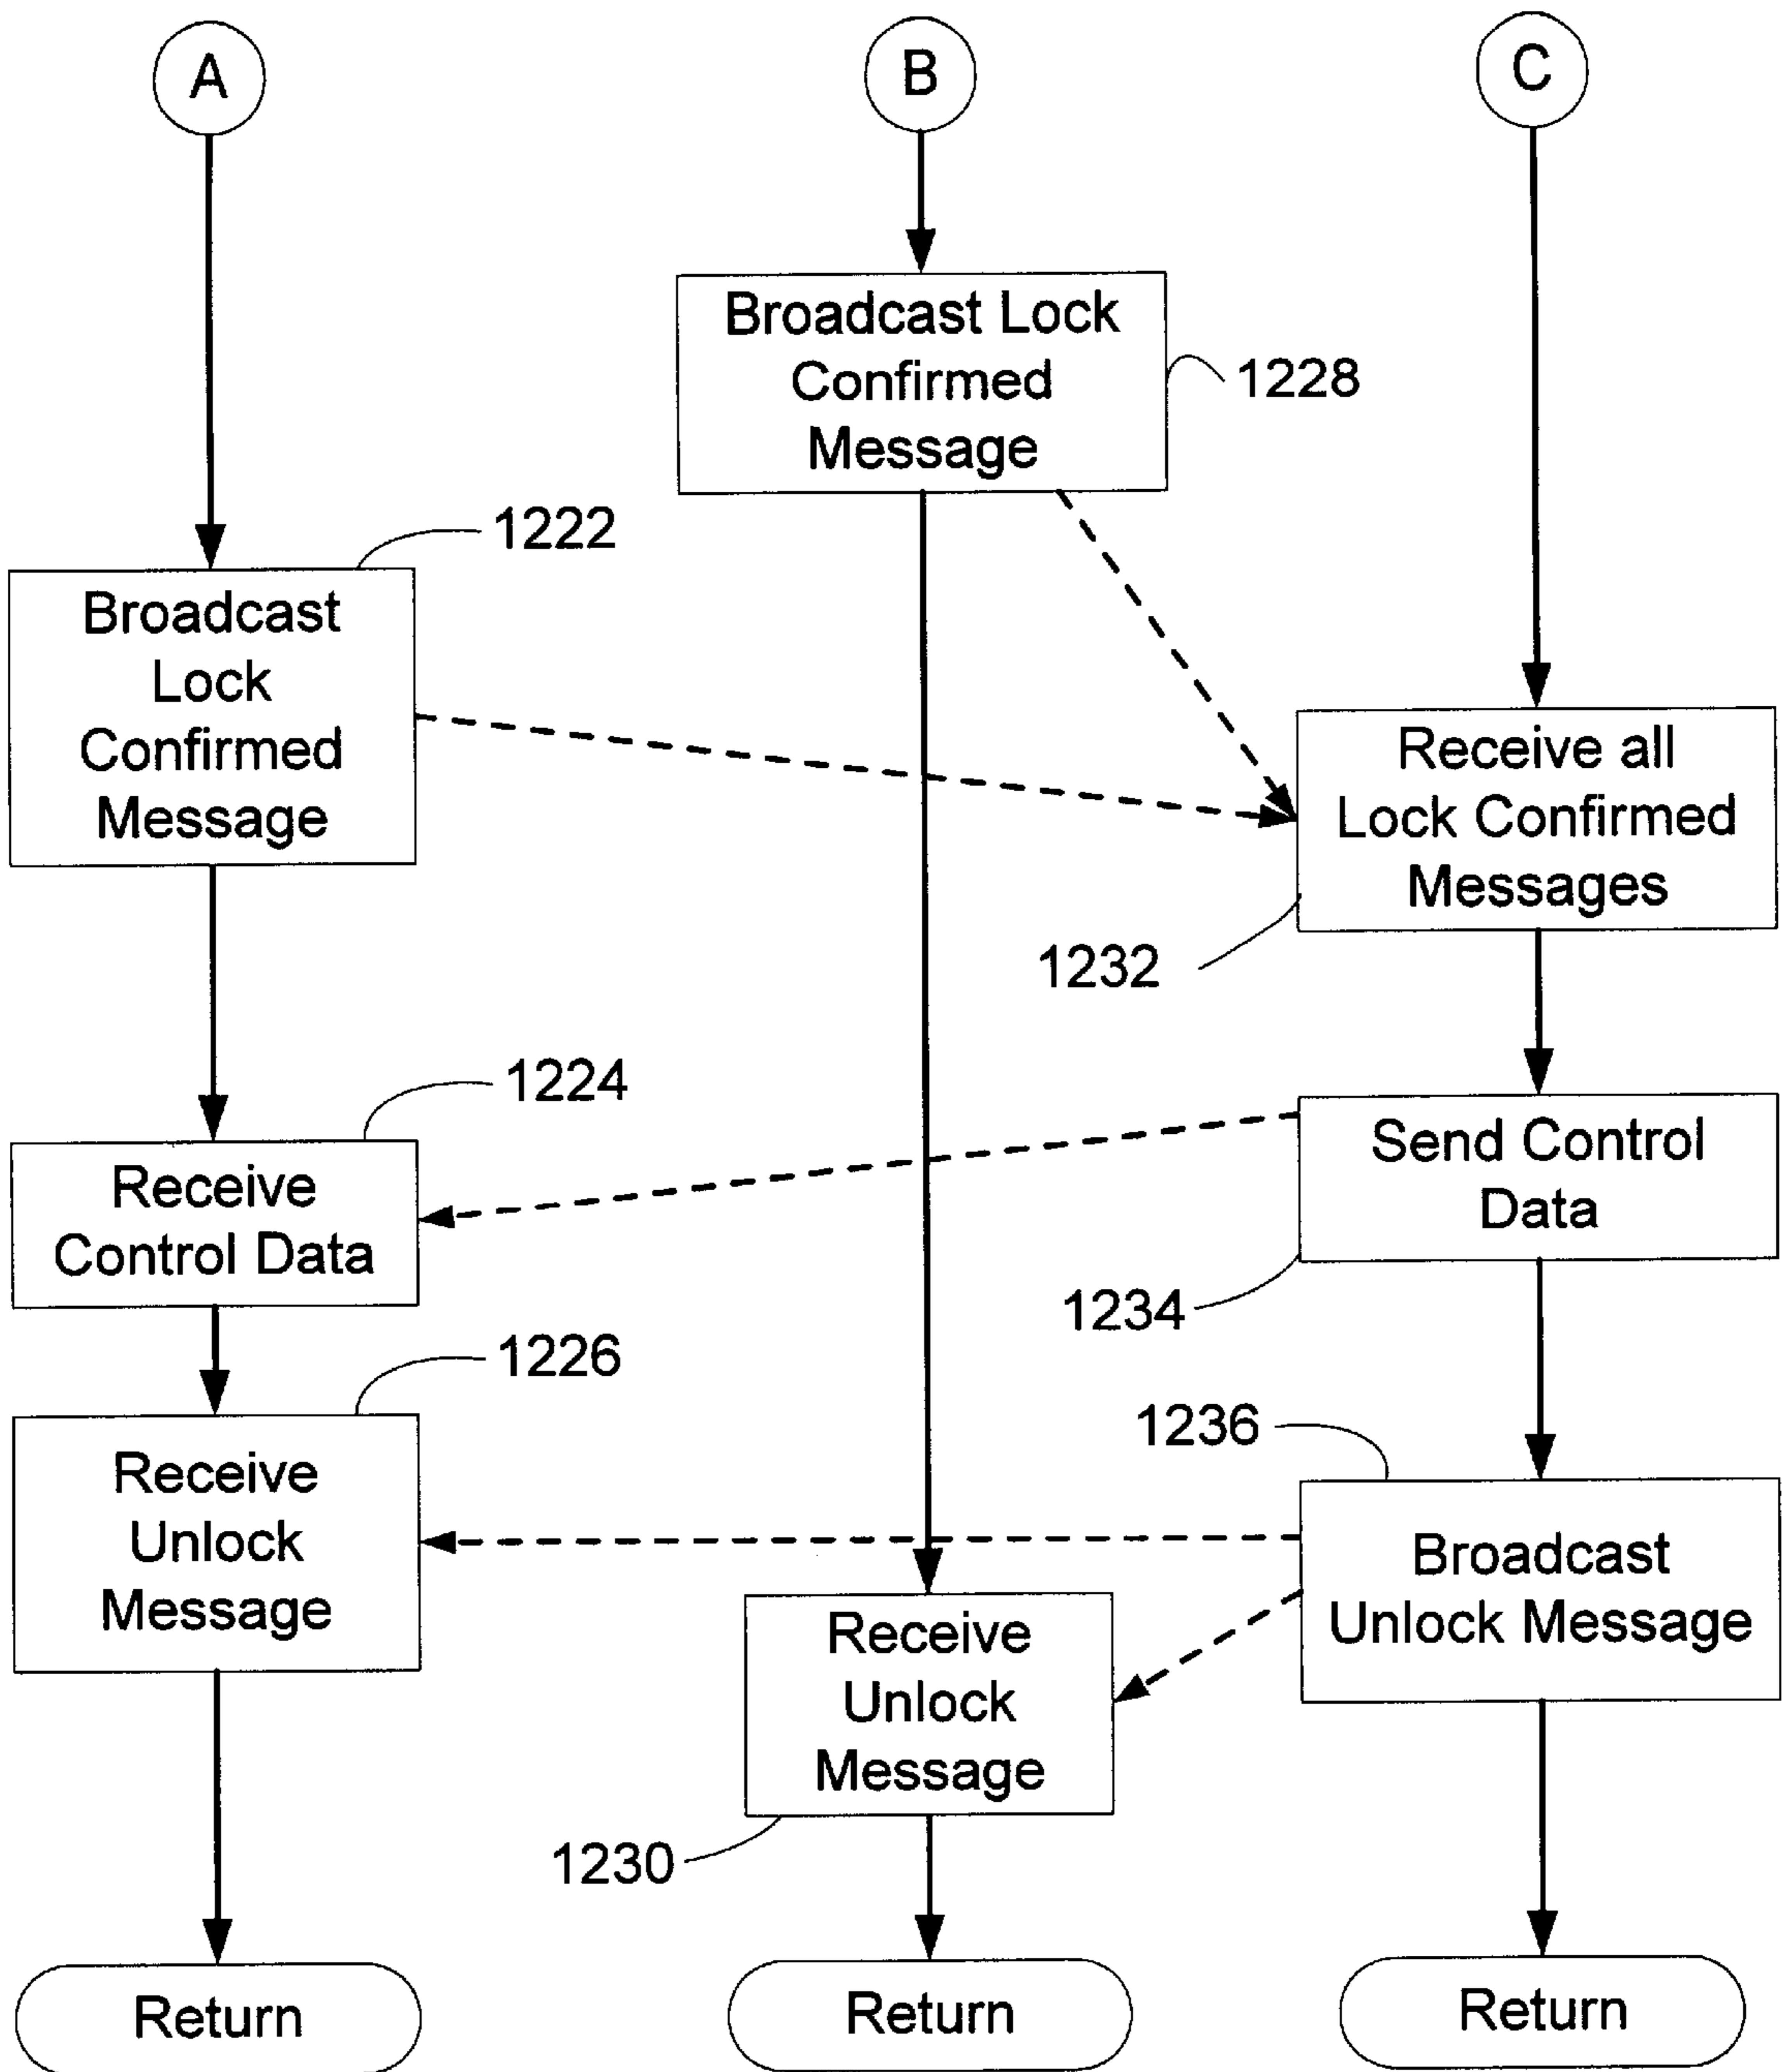 A
B
C
Broadcast Lock
Confirmed
Message
1228
1222
Broadcast
Lock
Confirmed
Message
Receive all
Lock Confirmed
Messages
1232
1224
Receive
Control Data
Send Control
Data
1234
1226
Receive
Unlock
Message
1236
Broadcast
Unlock Message
Receive
Unlock
Message
1230
Return
Return
Return